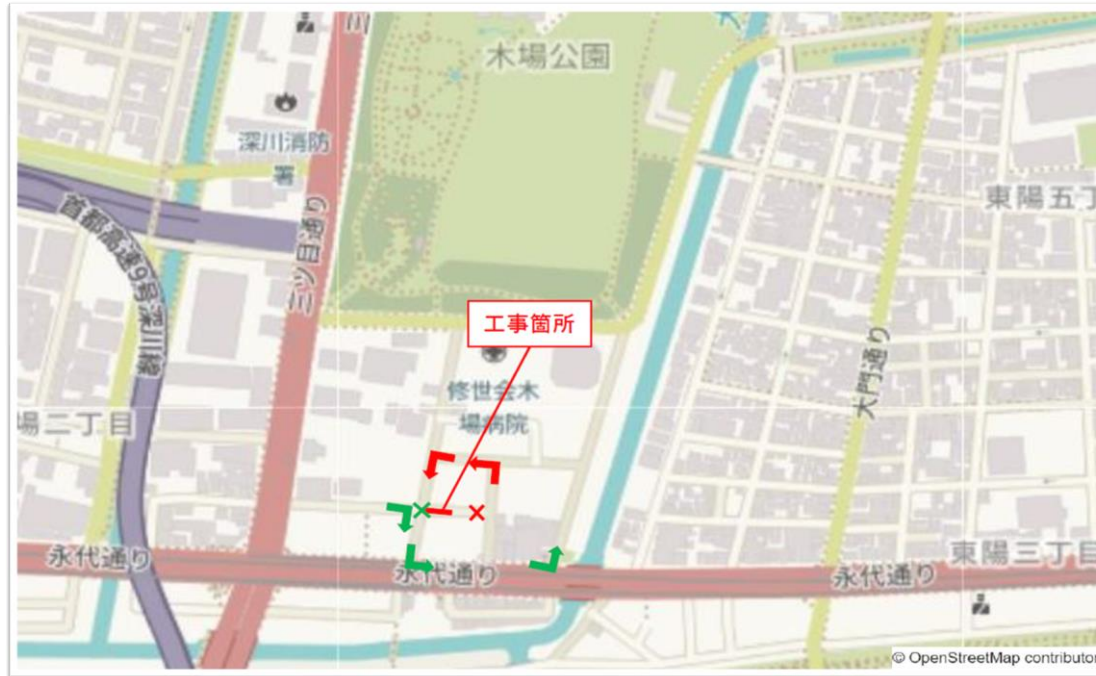 木場公園
深川消防
署
三ツ目通り
首都高速9号深川線
東陽五丁
工事箇所
修世会木
場病院
大門通り
場二丁目
永代通り
永代通り
永代通り
東陽三丁目
© OpenStreetMap contributor